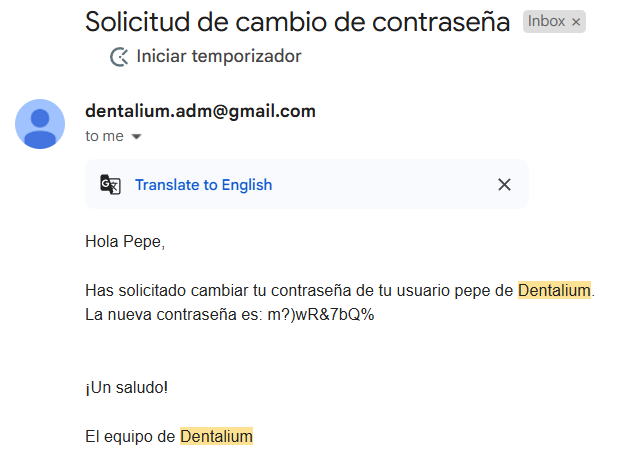 Solicitud de cambio de contraseña Inbox ×
Iniciar temporizador
dentalium.adm@gmail.com
to me
Translate to English
Hola Pepe,
Has solicitado cambiar tu contraseña de tu usuario pepe de Dentalium.
La nueva contraseña es: m?)wR&7bQ%
¡Un saludo!
El equipo de Dentalium